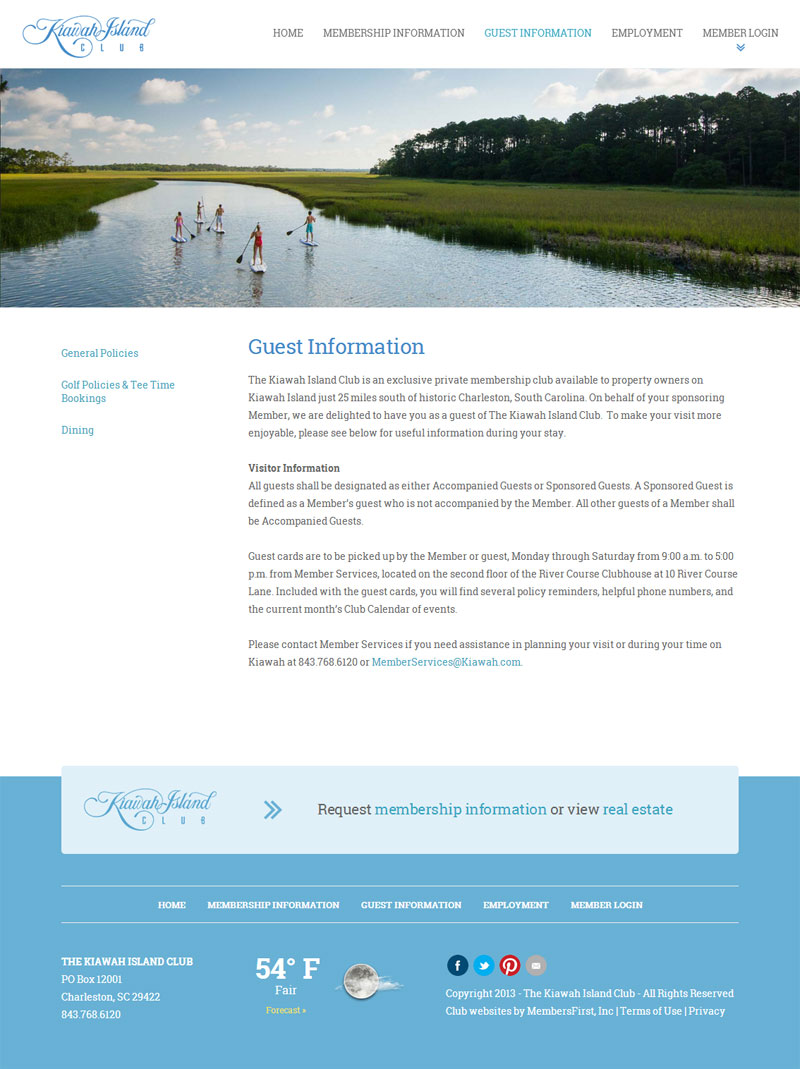 Kiawah Island
CLUB
HOME MEMBERSHIP INFORMATION GUEST INFORMATION EMPLOYMENT MEMBER LOGIN
General Policies
Golf Policies & Tee Time
Bookings
Dining
Guest Information
The Kiawah Island Club is an exclusive private membership club available to property owners on
Kiawah Island just 25 miles south of historic Charleston, South Carolina. On behalf of your sponsoring
Member, we are delighted to have you as a guest of The Kiawah Island Club. To make your visit more
enjoyable, please see below for useful information during your stay.
Visitor Information
All guests shall be designated as either Accompanied Guests or Sponsored Guests. A Sponsored Guest is
defined as a Member's guest who is not accompanied by the Member. All other guests of a Member shall
be Accompanied Guests.
Guest cards are to be picked up by the Member or guest, Monday through Saturday from 9:00 a.m. to 5:00
p.m. from Member Services, located on the second floor of the River Course Clubhouse at 10 River Course
Lane. Included with the guest cards, you will find several policy reminders, helpful phone numbers, and
the current month's Club Calendar of events.
Please contact Member Services if you need assistance in planning your visit or during your time on
Kiawah at 843.768.6120 or MemberServices@Kiawah.com.
Kiawah Island
CLUB
Request membership information or view real estate
HOME MEMBERSHIP INFORMATION GUEST INFORMATION EMPLOYMENT MEMBER LOGIN
THE KIAWAH ISLAND CLUB
PO Box 12001
Charleston, SC 29422
843.768.6120
54° F
Fair
Forecast »
Copyright 2013 - The Kiawah Island Club - All Rights Reserved
Club websites by MembersFirst, Inc | Terms of Use | Privacy